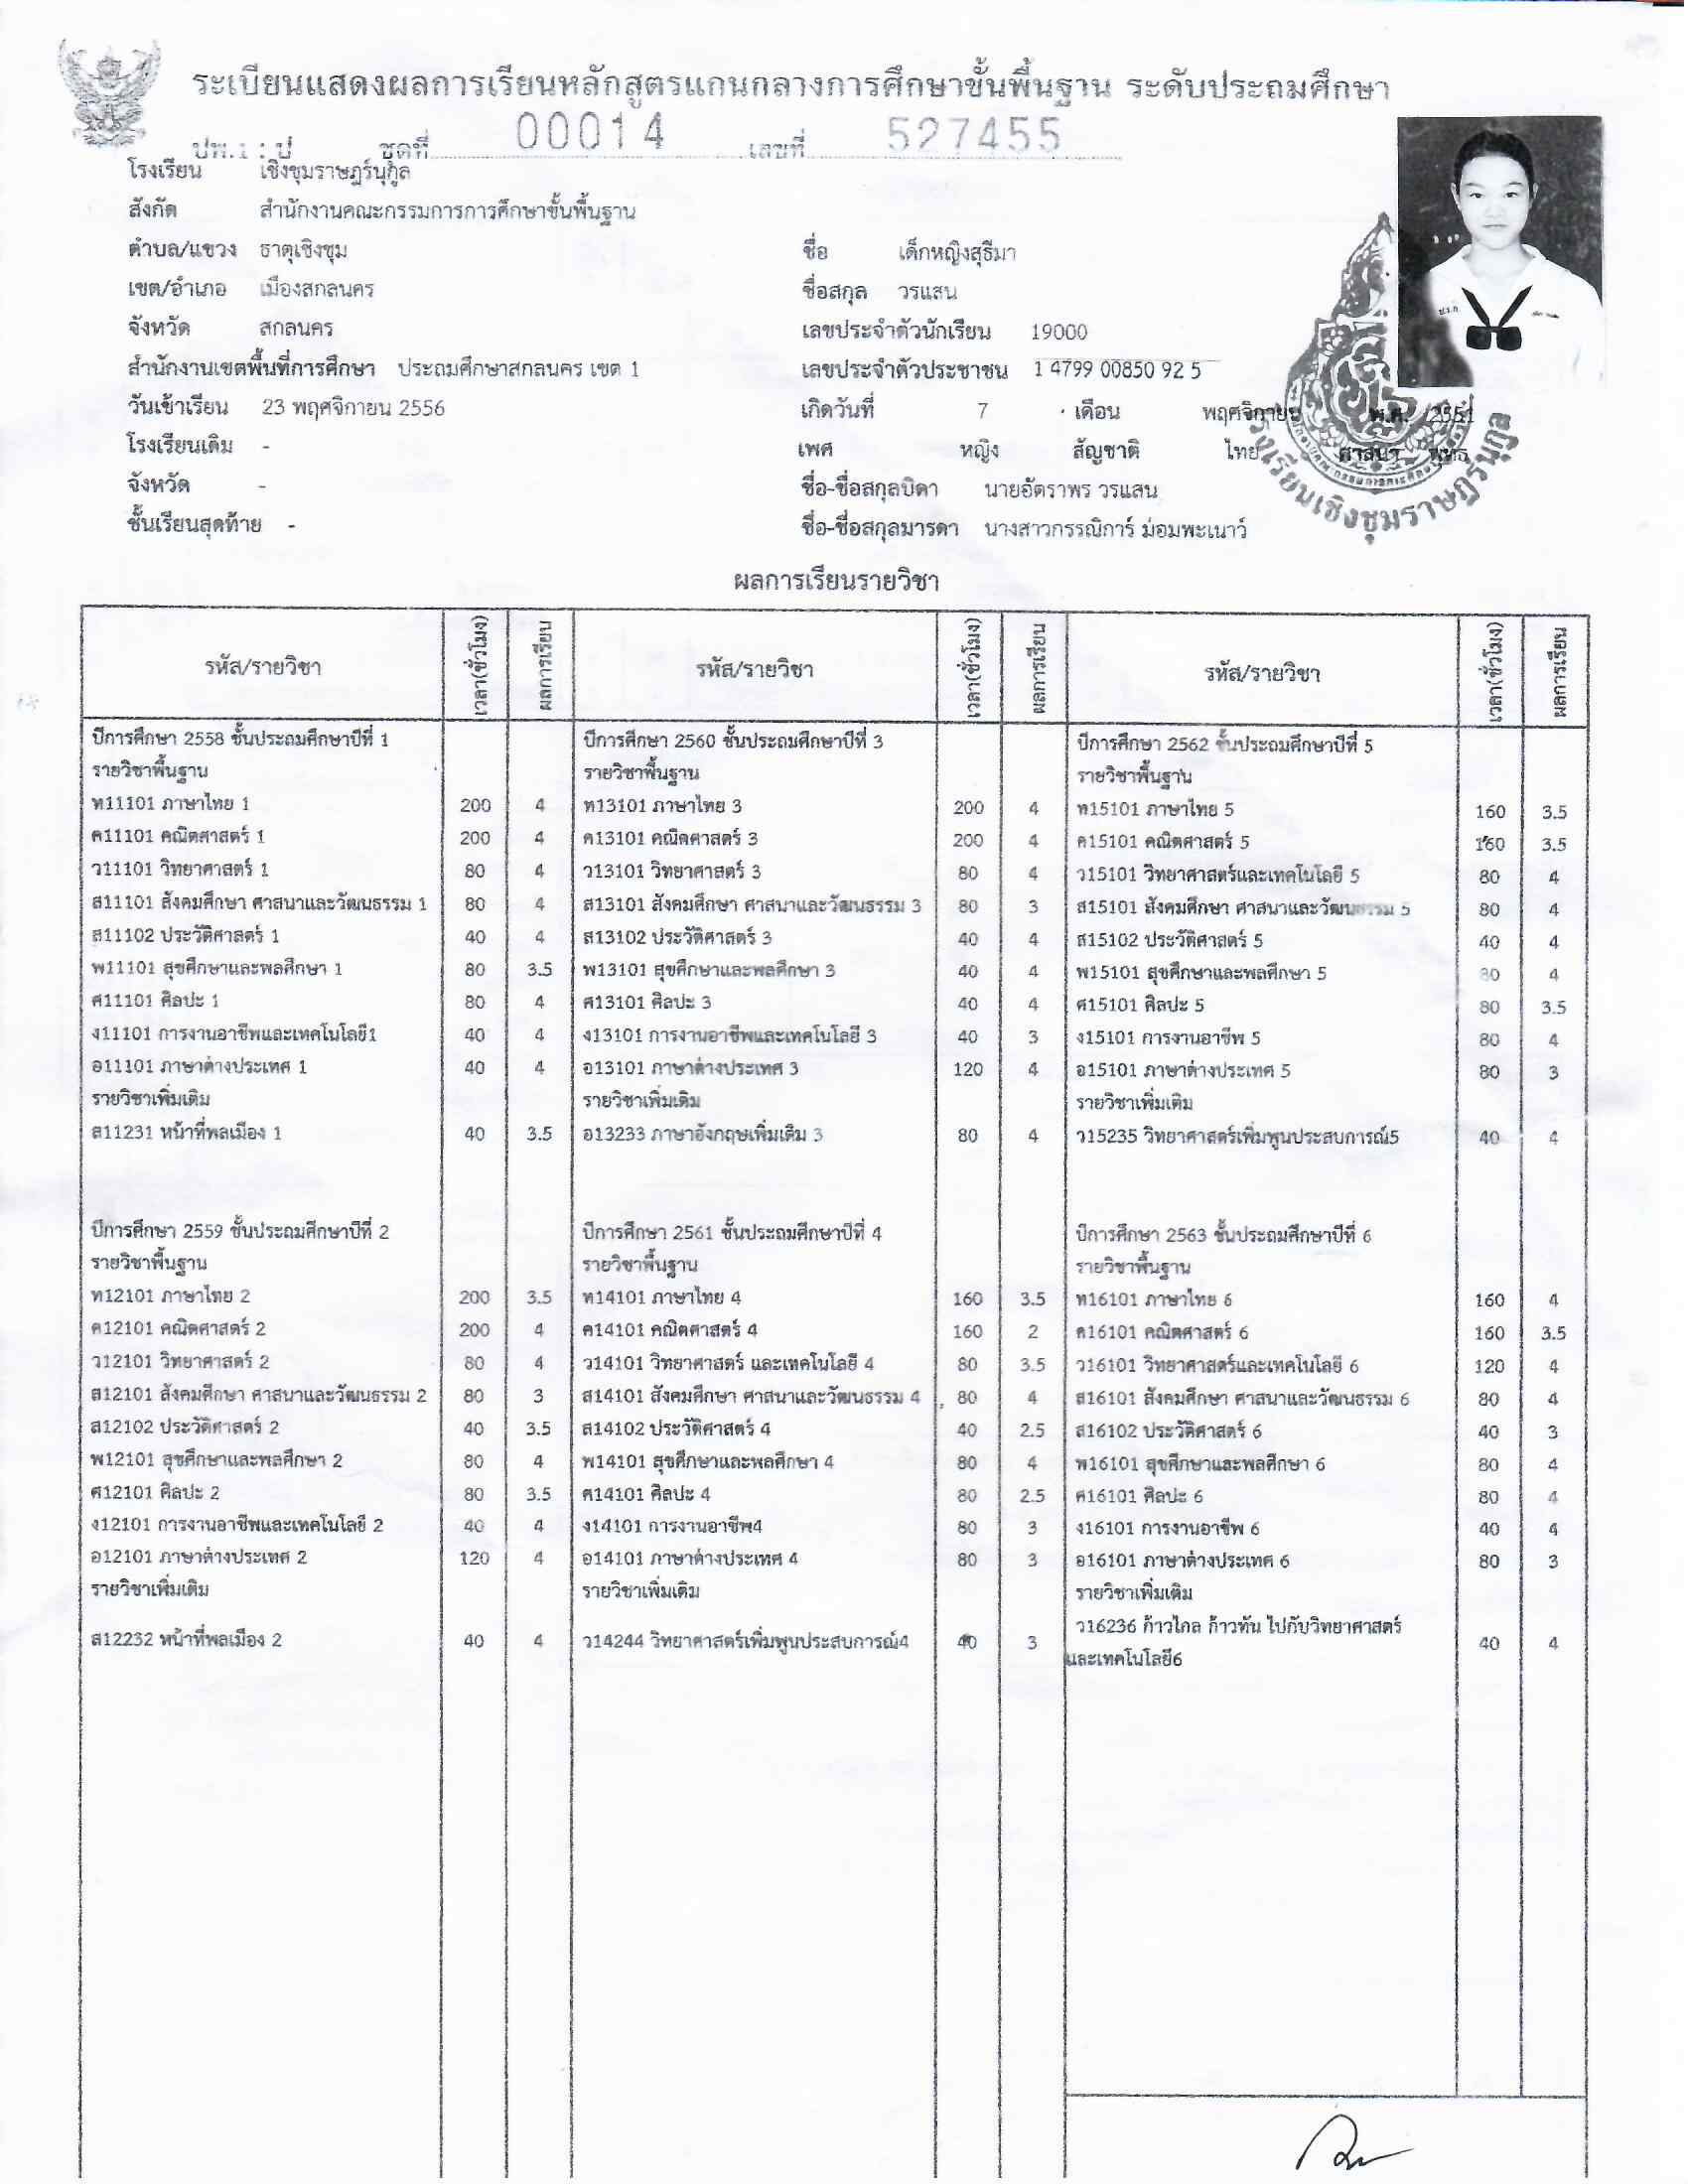 ระเบียนแสดงผลการเรียนหลักสูตรแกนกลางการศึกษาขั้นพื้นฐาน ระดับประถมศึกษา
ปพ.1 : ป ชุดที่ 00014 เลขที่ 527455
โรงเรียน เชิงชุมราษฎร์นุกูล
สังกัด สำนักงานคณะกรรมการการศึกษาขั้นพื้นฐาน
ตำบล/แขวง ธาตุเชิงชุม ชื่อ เด็กหญิงสุธีมา
เขต/อำเภอ เมืองสกลนคร ชื่อสกุล วรแสน
จังหวัด สกลนคร เลขประจำตัวนักเรียน 19000
สำนักงานเขตพื้นที่การศึกษา ประถมศึกษาสกลนคร เขต 1 เลขประจำตัวประชาชน 1 4799 00850 92 5
วันเข้าเรียน 23 พฤศจิกายน 2556 เกิดวันที่ 7 เดือน พฤศจิกายน พ.ศ. 2551
โรงเรียนเดิม - เพศ หญิง สัญชาติ ไทย ศาสนา พุทธ
จังหวัด - ชื่อ-ชื่อสกุลบิดา นายอัตราพร วรแสน
ชั้นเรียนสุดท้าย - ชื่อ-ชื่อสกุลมารดา นางสาวกรรณิการ์ ม่อมพะเนาว์
โรงเรียนเชิงชุมราษฎร์นุกูล
ผลการเรียนรายวิชา
รหัส/รายวิชา เวลา(ชั่วโมง) ผลการเรียน รหัส/รายวิชา เวลา(ชั่วโมง) ผลการเรียน รหัส/รายวิชา เวลา(ชั่วโมง) ผลการเรียน
ปีการศึกษา 2558 ชั้นประถมศึกษาปีที่ 1 ปีการศึกษา 2560 ชั้นประถมศึกษาปีที่ 3 ปีการศึกษา 2562 ชั้นประถมศึกษาปีที่ 5
รายวิชาพื้นฐาน รายวิชาพื้นฐาน รายวิชาพื้นฐาน
ท11101 ภาษาไทย 1 200 4 ท13101 ภาษาไทย 3 200 4 ท15101 ภาษาไทย 5 160 3.5
ค11101 คณิตศาสตร์ 1 200 4 ค13101 คณิตศาสตร์ 3 200 4 ค15101 คณิตศาสตร์ 5 160 3.5
ว11101 วิทยาศาสตร์ 1 80 4 ว13101 วิทยาศาสตร์ 3 80 4 ว15101 วิทยาศาสตร์และเทคโนโลยี 5 80 4
ส11101 สังคมศึกษา ศาสนาและวัฒนธรรม 1 80 4 ส13101 สังคมศึกษา ศาสนาและวัฒนธรรม 3 80 3 ส15101 สังคมศึกษา ศาสนาและวัฒนธรรม 5 80 4
ส11102 ประวัติศาสตร์ 1 40 4 ส13102 ประวัติศาสตร์ 3 40 4 ส15102 ประวัติศาสตร์ 5 40 4
พ11101 สุขศึกษาและพลศึกษา 1 80 3.5 พ13101 สุขศึกษาและพลศึกษา 3 40 4 พ15101 สุขศึกษาและพลศึกษา 5 80 4
ศ11101 ศิลปะ 1 80 4 ศ13101 ศิลปะ 3 40 4 ศ15101 ศิลปะ 5 80 3.5
ง11101 การงานอาชีพและเทคโนโลยี1 40 4 ง13101 การงานอาชีพและเทคโนโลยี 3 40 3 ง15101 การงานอาชีพ 5 80 4
อ11101 ภาษาต่างประเทศ 1 40 4 อ13101 ภาษาต่างประเทศ 3 120 4 อ15101 ภาษาต่างประเทศ 5 80 3
รายวิชาเพิ่มเติม รายวิชาเพิ่มเติม รายวิชาเพิ่มเติม
ส11231 หน้าที่พลเมือง 1 40 3.5 อ13233 ภาษาอังกฤษเพิ่มเติม 3 80 4 ว15235 วิทยาศาสตร์เพิ่มพูนประสบการณ์5 40 4
ปีการศึกษา 2559 ชั้นประถมศึกษาปีที่ 2 ปีการศึกษา 2561 ชั้นประถมศึกษาปีที่ 4 ปีการศึกษา 2563 ชั้นประถมศึกษาปีที่ 6
รายวิชาพื้นฐาน รายวิชาพื้นฐาน รายวิชาพื้นฐาน
ท12101 ภาษาไทย 2 200 3.5 ท14101 ภาษาไทย 4 160 3.5 ท16101 ภาษาไทย 6 160 4
ค12101 คณิตศาสตร์ 2 200 4 ค14101 คณิตศาสตร์ 4 160 2 ค16101 คณิตศาสตร์ 6 160 3.5
ว12101 วิทยาศาสตร์ 2 80 4 ว14101 วิทยาศาสตร์ และเทคโนโลยี 4 80 3.5 ว16101 วิทยาศาสตร์และเทคโนโลยี 6 120 4
ส12101 สังคมศึกษา ศาสนาและวัฒนธรรม 2 80 3 ส14101 สังคมศึกษา ศาสนาและวัฒนธรรม 4 80 4 ส16101 สังคมศึกษา ศาสนาและวัฒนธรรม 6 80 4
ส12102 ประวัติศาสตร์ 2 40 3.5 ส14102 ประวัติศาสตร์ 4 40 2.5 ส16102 ประวัติศาสตร์ 6 40 3
พ12101 สุขศึกษาและพลศึกษา 2 80 4 พ14101 สุขศึกษาและพลศึกษา 4 80 4 พ16101 สุขศึกษาและพลศึกษา 6 80 4
ศ12101 ศิลปะ 2 80 3.5 ศ14101 ศิลปะ 4 80 2.5 ศ16101 ศิลปะ 6 80 4
ง12101 การงานอาชีพและเทคโนโลยี 2 40 4 ง14101 การงานอาชีพ4 80 3 ง16101 การงานอาชีพ 6 40 4
อ12101 ภาษาต่างประเทศ 2 120 4 อ14101 ภาษาต่างประเทศ 4 80 3 อ16101 ภาษาต่างประเทศ 6 80 3
รายวิชาเพิ่มเติม รายวิชาเพิ่มเติม รายวิชาเพิ่มเติม
ส12232 หน้าที่พลเมือง 2 40 4 ว14244 วิทยาศาสตร์เพิ่มพูนประสบการณ์4 40 3 ว16236 ก้าวไกล ก้าวทัน ไปกับวิทยาศาสตร์ 40 4
และเทคโนโลยี6